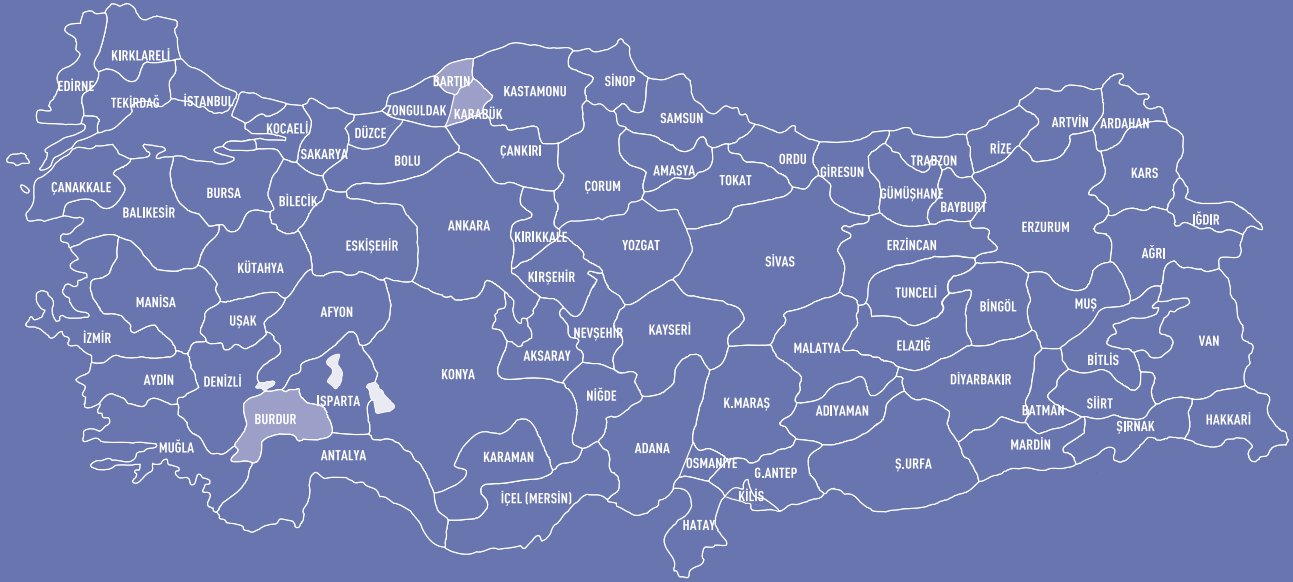 KIRKLARELİ
EDİRNE
TEKİRDAĞ
İSTANBUL
KOCAELİ
SAKARYA
DÜZCE
ZONGULDAK
BARTIN
KARABÜK
KASTAMONU
SİNOP
SAMSUN
ÇANKIRI
BOLU
ÇORUM
AMASYA
TOKAT
ORDU
GİRESUN
TRABZON
GÜMÜŞHANE
BAYBURT
RİZE
ARTVİN
ARDAHAN
KARS
IĞDIR
ÇANAKKALE
BALIKESİR
BURSA
BİLECİK
ESKİŞEHİR
ANKARA
KIRIKKALE
YOZGAT
SİVAS
ERZİNCAN
ERZURUM
AĞRI
KÜTAHYA
KIRŞEHİR
TUNCELİ
BİNGÖL
MUŞ
MANİSA
UŞAK
AFYON
NEVŞEHİR
KAYSERİ
MALATYA
ELAZIĞ
BİTLİS
VAN
İZMİR
AKSARAY
AYDIN
DENİZLİ
ISPARTA
KONYA
NİĞDE
K.MARAŞ
ADIYAMAN
DİYARBAKIR
BATMAN
SİİRT
ŞIRNAK
HAKKARİ
BURDUR
MUĞLA
ANTALYA
KARAMAN
ADANA
OSMANİYE
G.ANTEP
Ş.URFA
MARDİN
İÇEL (MERSİN)
KİLİS
HATAY